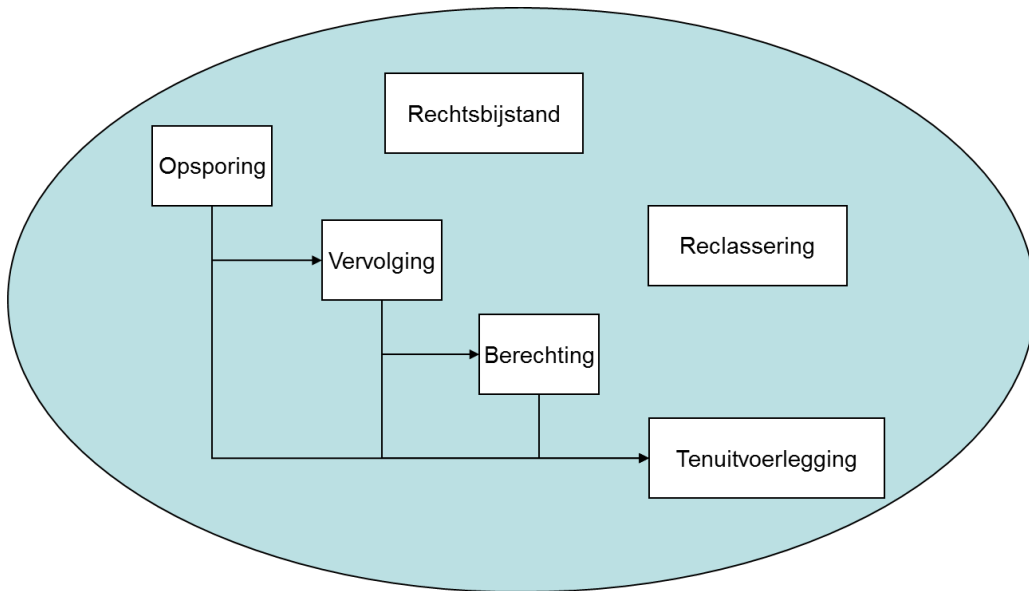 Rechtsbijstand
Opsporing
Reclassering
Vervolging
Berechting
Tenuitvoerlegging